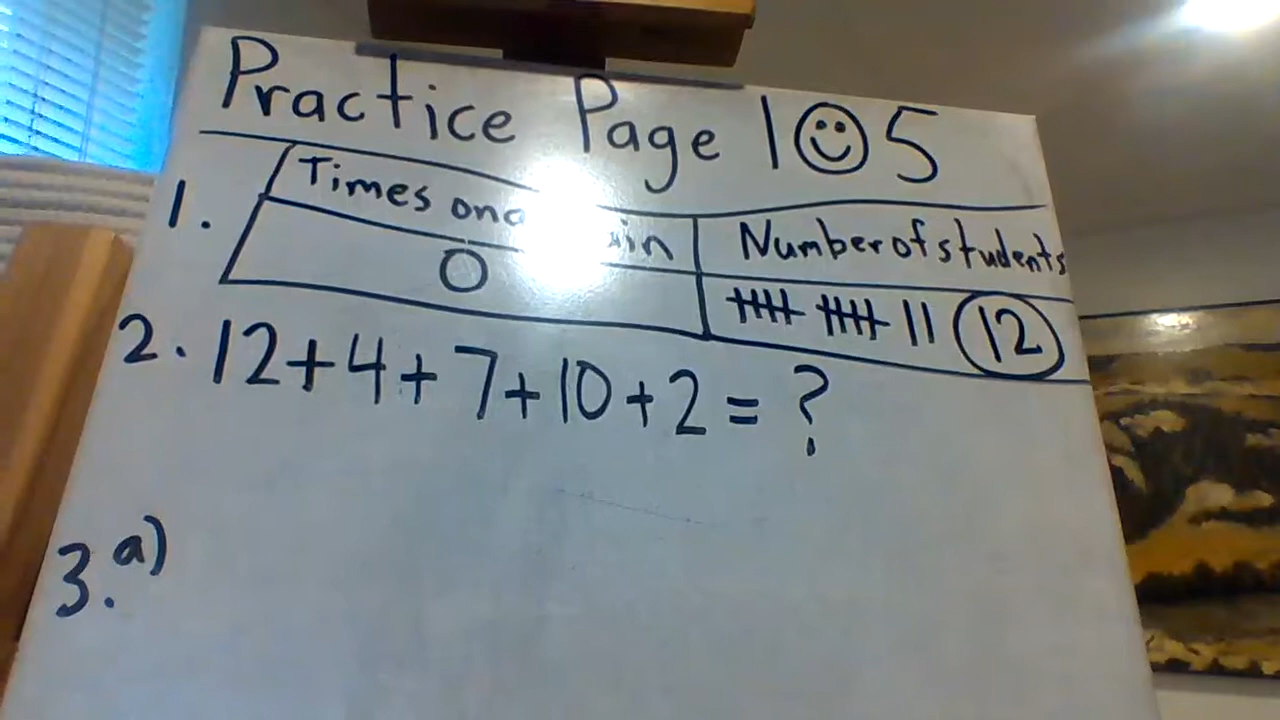 Practice Page 1☺5
1. Times on in Number of students
0 12
2. 12+4+7+10+2=?
3. a)